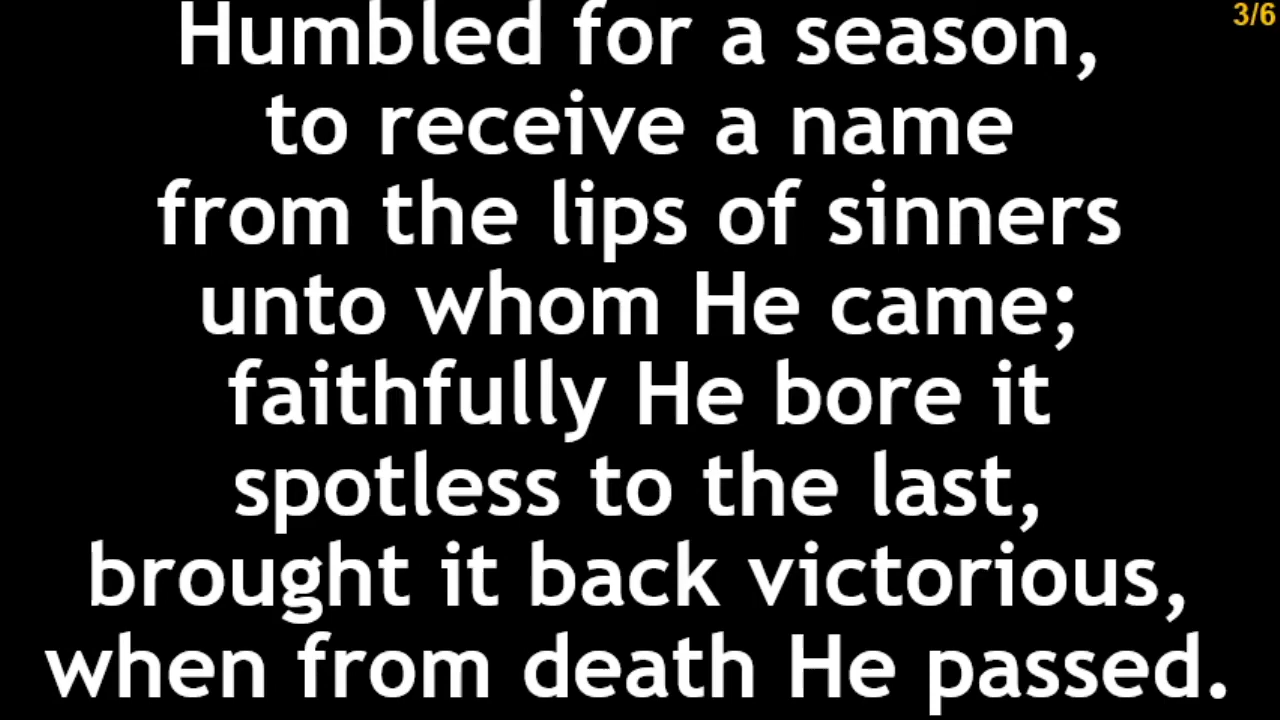 3/6
Humbled for a season,
to receive a name
from the lips of sinners
unto whom He came;
faithfully He bore it
spotless to the last,
brought it back victorious,
when from death He passed.